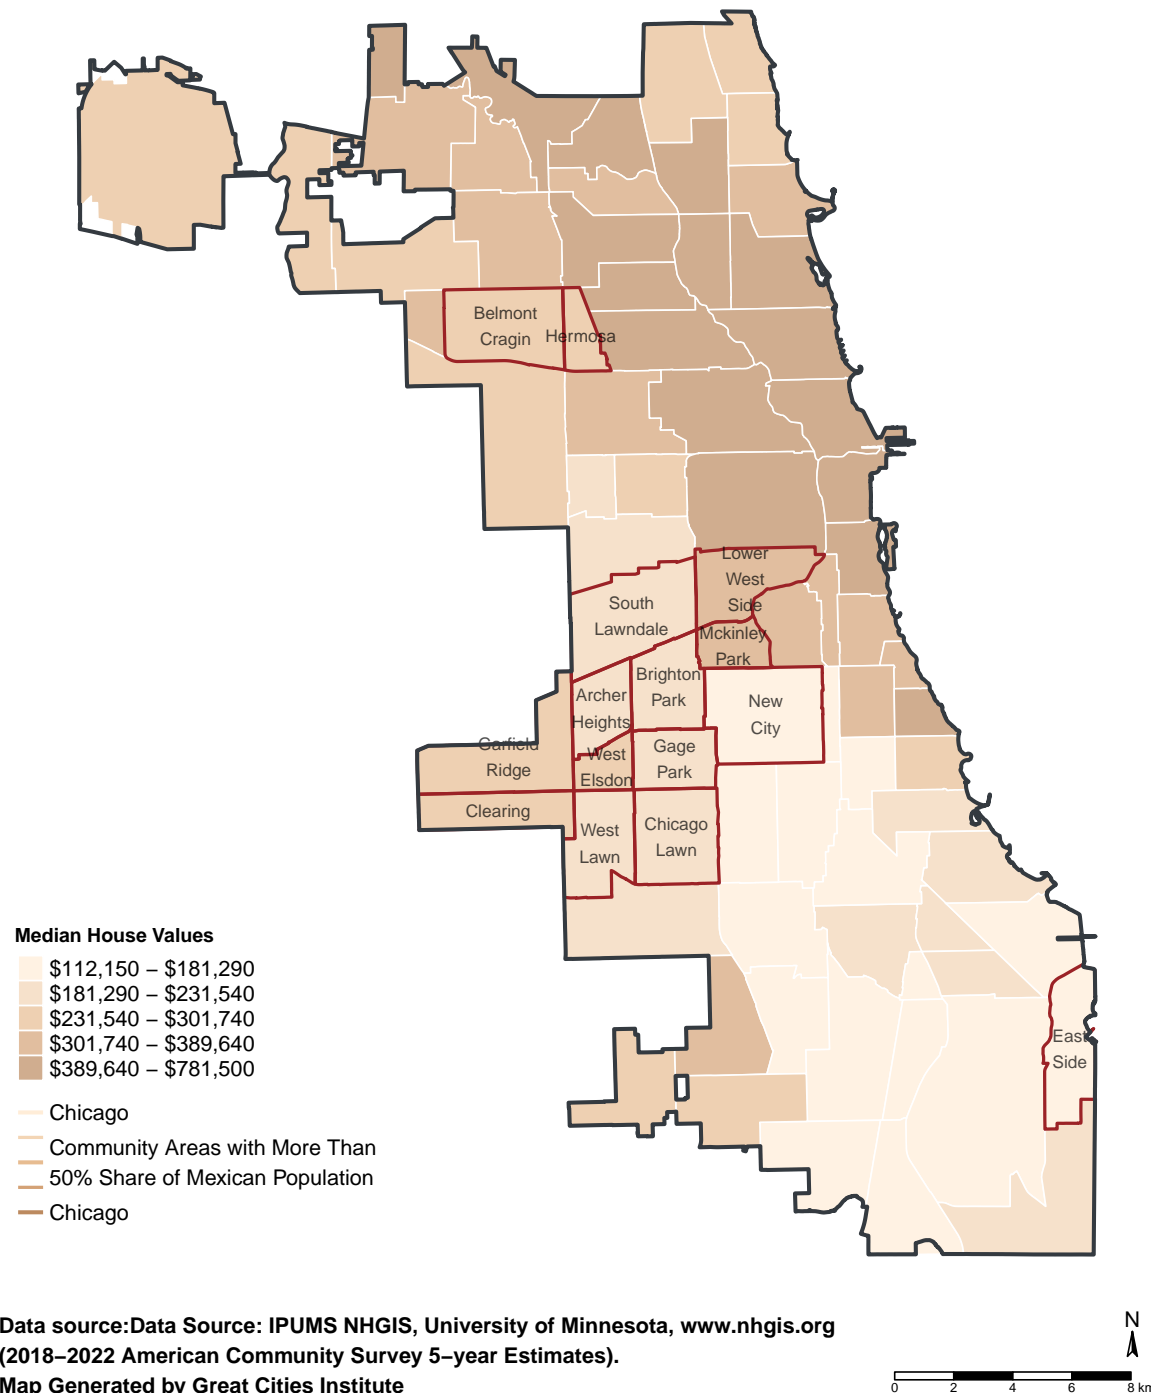 Belmont
Cragin
Hermosa
Lower
West
Side
South
Lawndale
Mckinley
Park
Brighton
Park
Archer
Heights
New
City
Garfield
Ridge
West
Elsdon
Gage
Park
Clearing
West
Lawn
Chicago
Lawn
East
Side
Median House Values
$112,150 – $181,290
$181,290 – $231,540
$231,540 – $301,740
$301,740 – $389,640
$389,640 – $781,500
Chicago
Community Areas with More Than
50% Share of Mexican Population
Chicago
Data source:Data Source: IPUMS NHGIS, University of Minnesota, www.nhgis.org
(2018–2022 American Community Survey 5–year Estimates).
Map Generated by Great Cities Institute
N
0 2 4 6 8 km